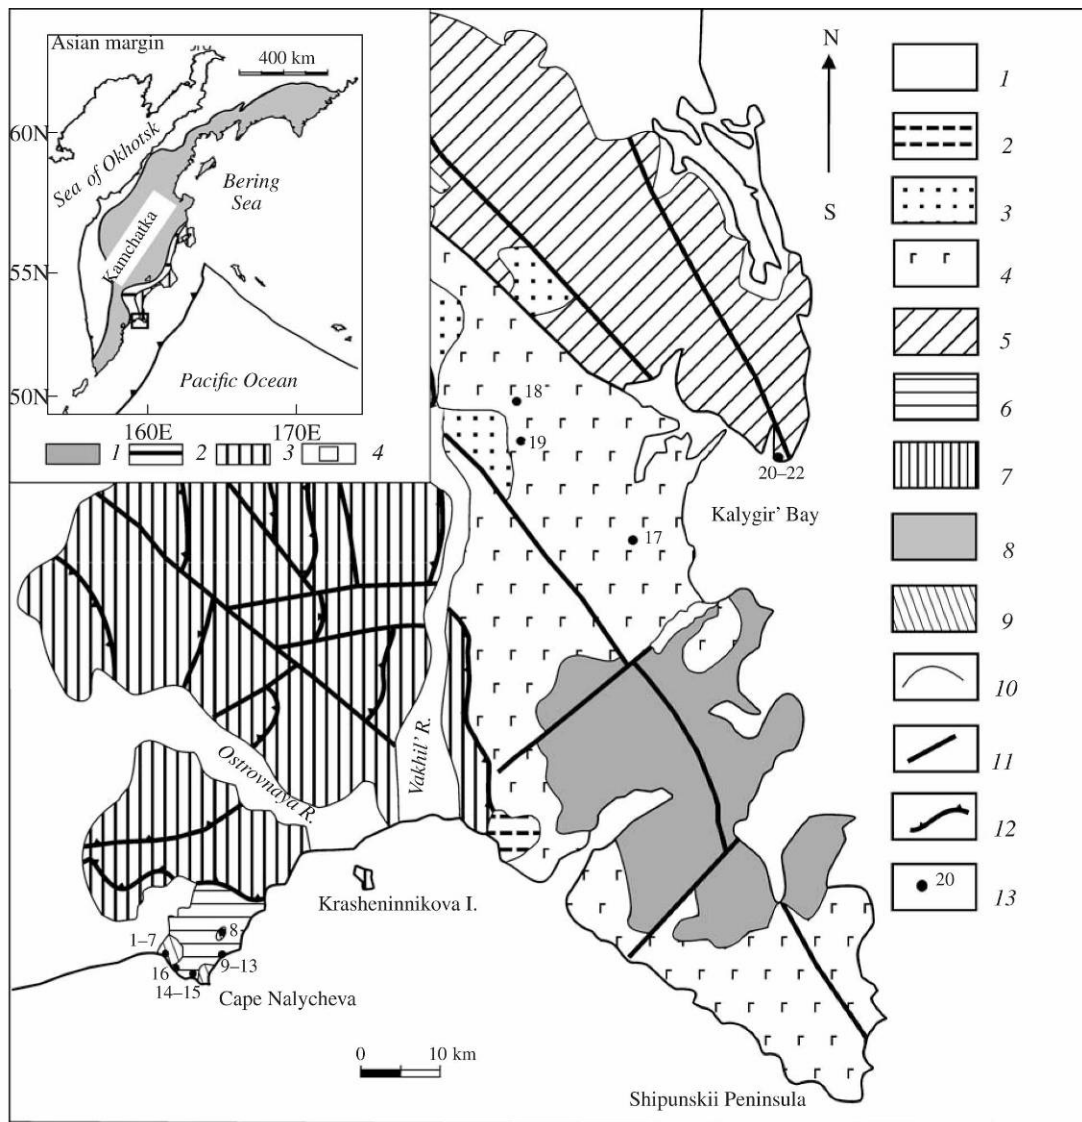 Asian margin
400 km
60N
Sea of Okhotsk
Bering
Sea
Kamchatka
55N
Pacific Ocean
50N
160E
170E
1
2
3
4
N
S
1
2
3
4
5
6
7
8
9
10
11
12
20
13
18
19
20–22
Kalygir’ Bay
17
Vakhil’ R.
Ostrovnaya R.
Krasheninnikova I.
1–7
8
16
9–13
14–15
Cape Nalycheva
0
10 km
Shipunskii Peninsula